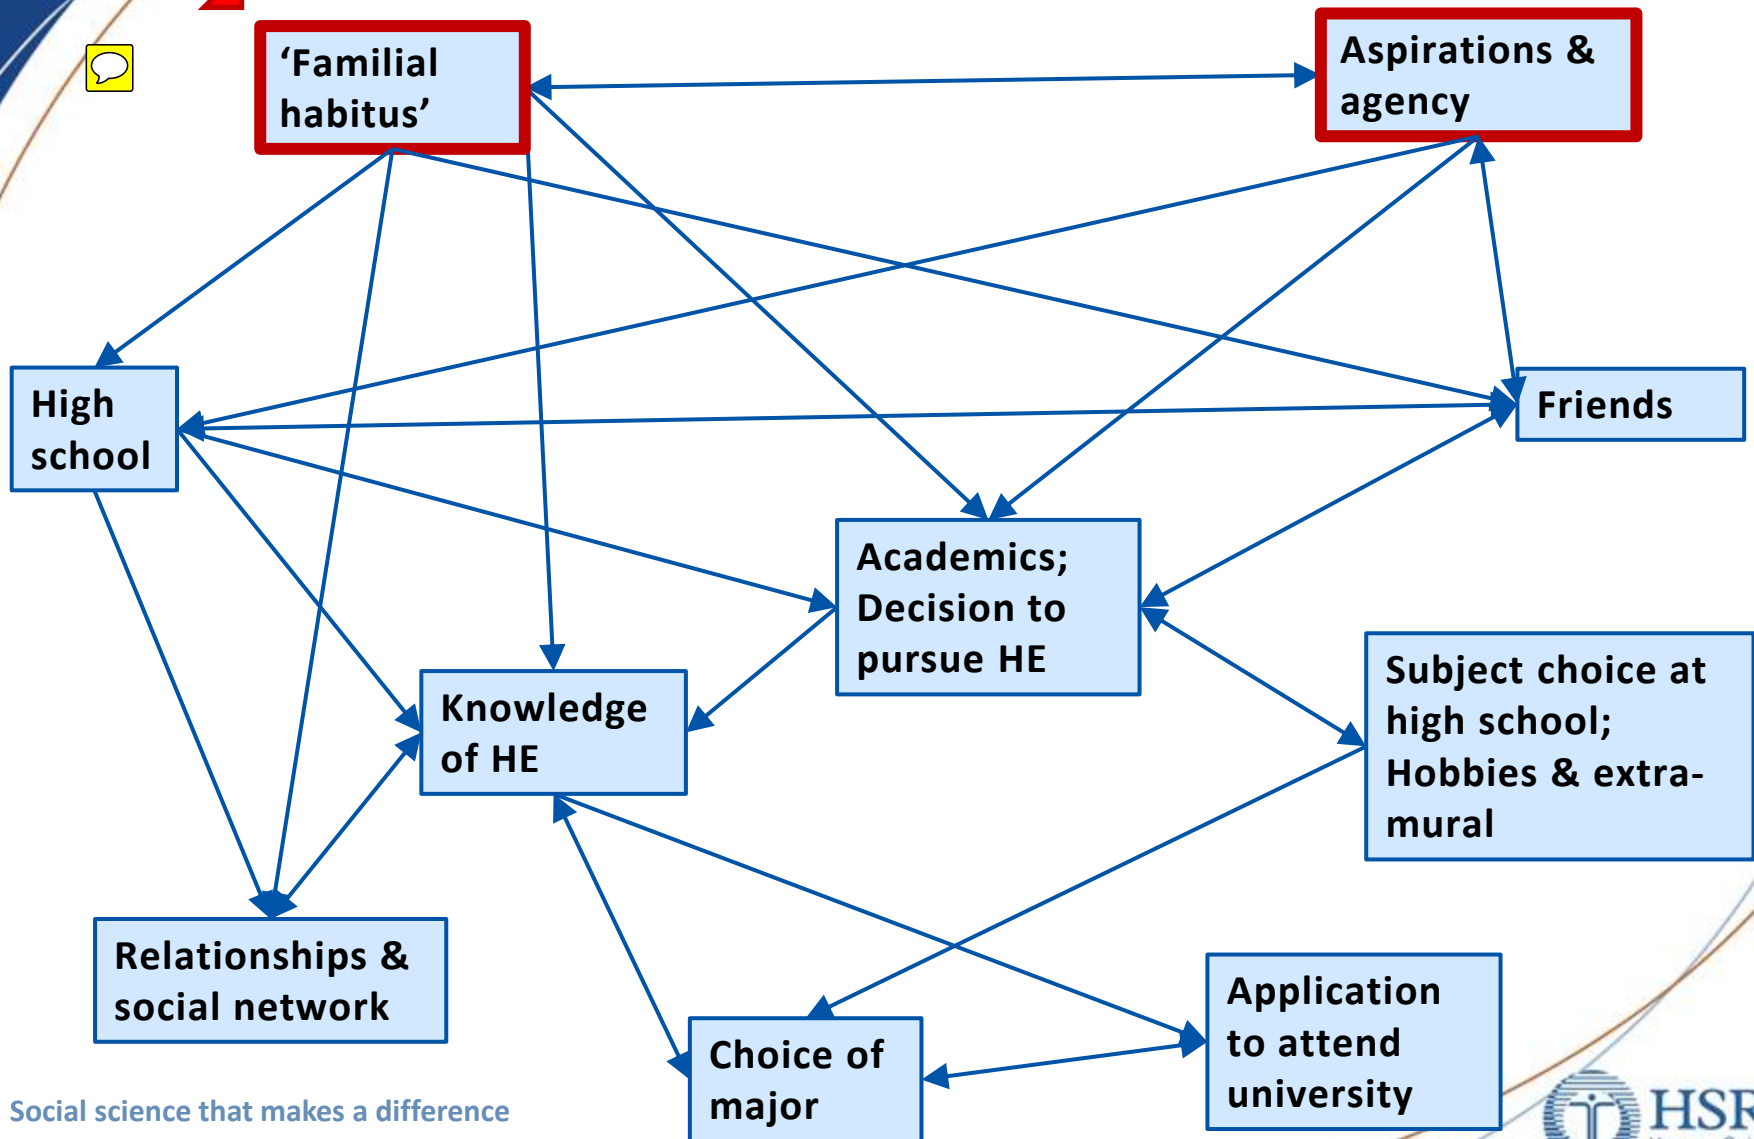 ‘Familial
habitus’
Aspirations &
agency
High
school
Friends
Academics;
Decision to
pursue HE
Knowledge
of HE
Subject choice at
high school;
Hobbies & extra-
mural
Relationships &
social network
Choice of
major
Application
to attend
university
Social science that makes a difference
HSR